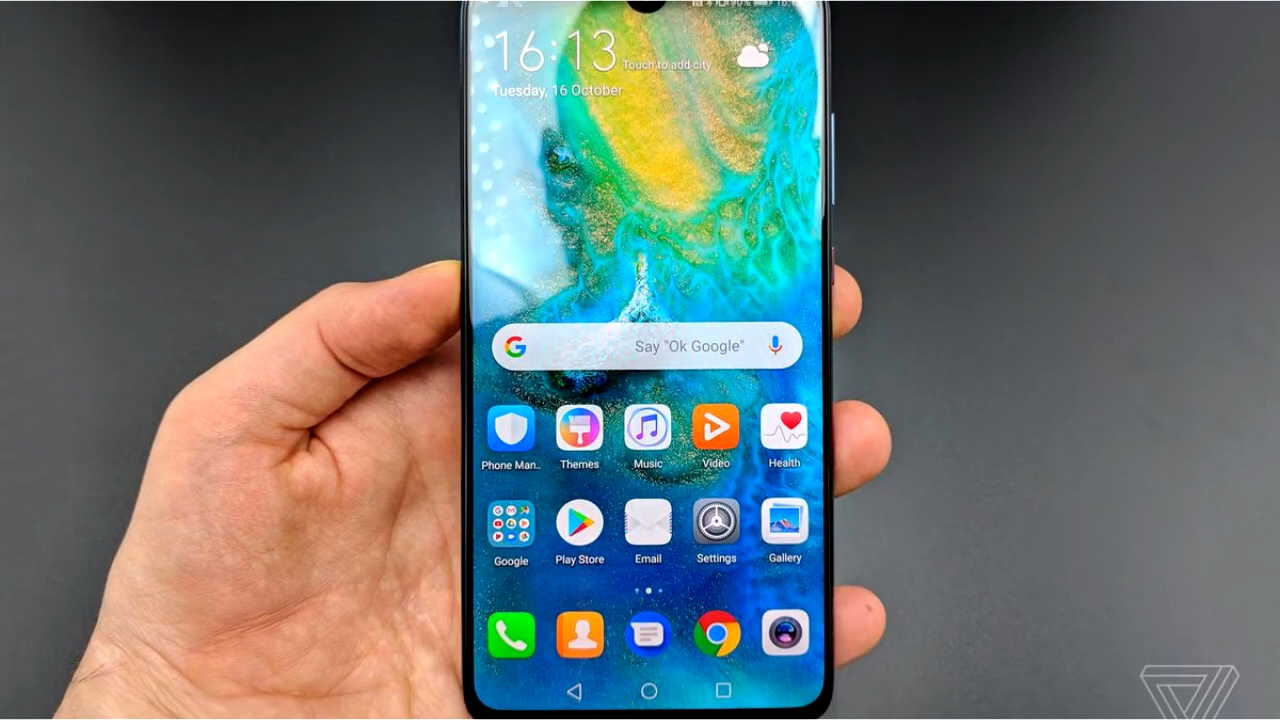 90%
16:13
Touch to add city
Tuesday, 16 October
Say "Ok Google"
Phone Man..
Themes
Music
Video
Health
Google
Play Store
Email
Settings
Gallery